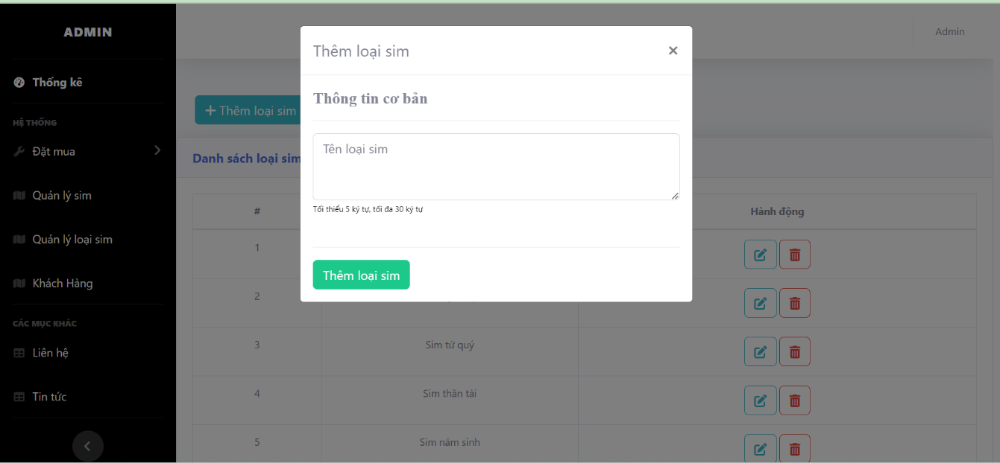 ADMIN
Admin
Thêm loại sim
×
Thống kê
Thông tin cơ bản
+ Thêm loại sim
HỆ THỐNG
Đặt mua
Tên loại sim
Danh sách loại sim
Quản lý sim
Tối thiểu 5 ký tự, tối đa 30 ký tự
# Hành động
Quản lý loại sim
1
Thêm loại sim
Khách Hàng
2
CÁC MỤC KHÁC
3 Sim tứ quý
Liên hệ
4 Sim thần tài
Tin tức
5 Sim năm sinh